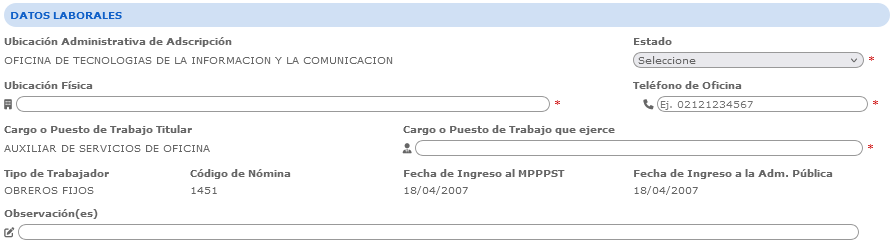 DATOS LABORALES
Ubicación Administrativa de Adscripción Estado
OFICINA DE TECNOLOGIAS DE LA INFORMACION Y LA COMUNICACION Seleccione *
Ubicación Física Teléfono de Oficina
* Ej. 02121234567 *
Cargo o Puesto de Trabajo Titular Cargo o Puesto de Trabajo que ejerce
AUXILIAR DE SERVICIOS DE OFICINA *
Tipo de Trabajador Código de Nómina Fecha de Ingreso al MPPPST Fecha de Ingreso a la Adm. Pública
OBREROS FIJOS 1451 18/04/2007 18/04/2007
Observación(es)